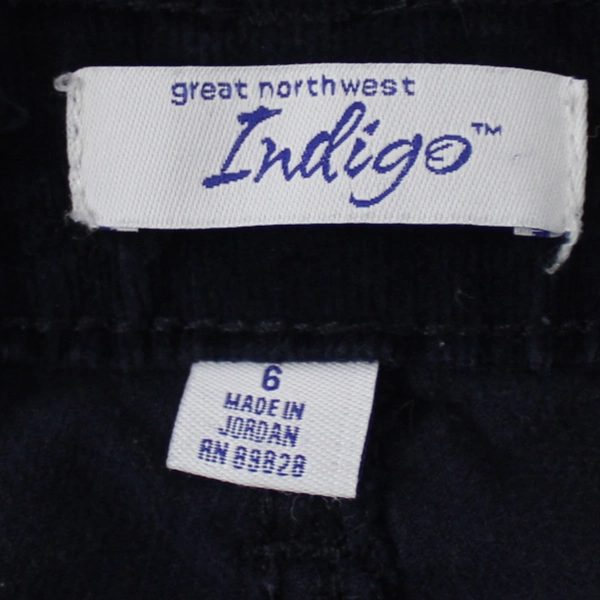 great northwest
Indigo™
6
MADE IN
JORDAN
RN 89828